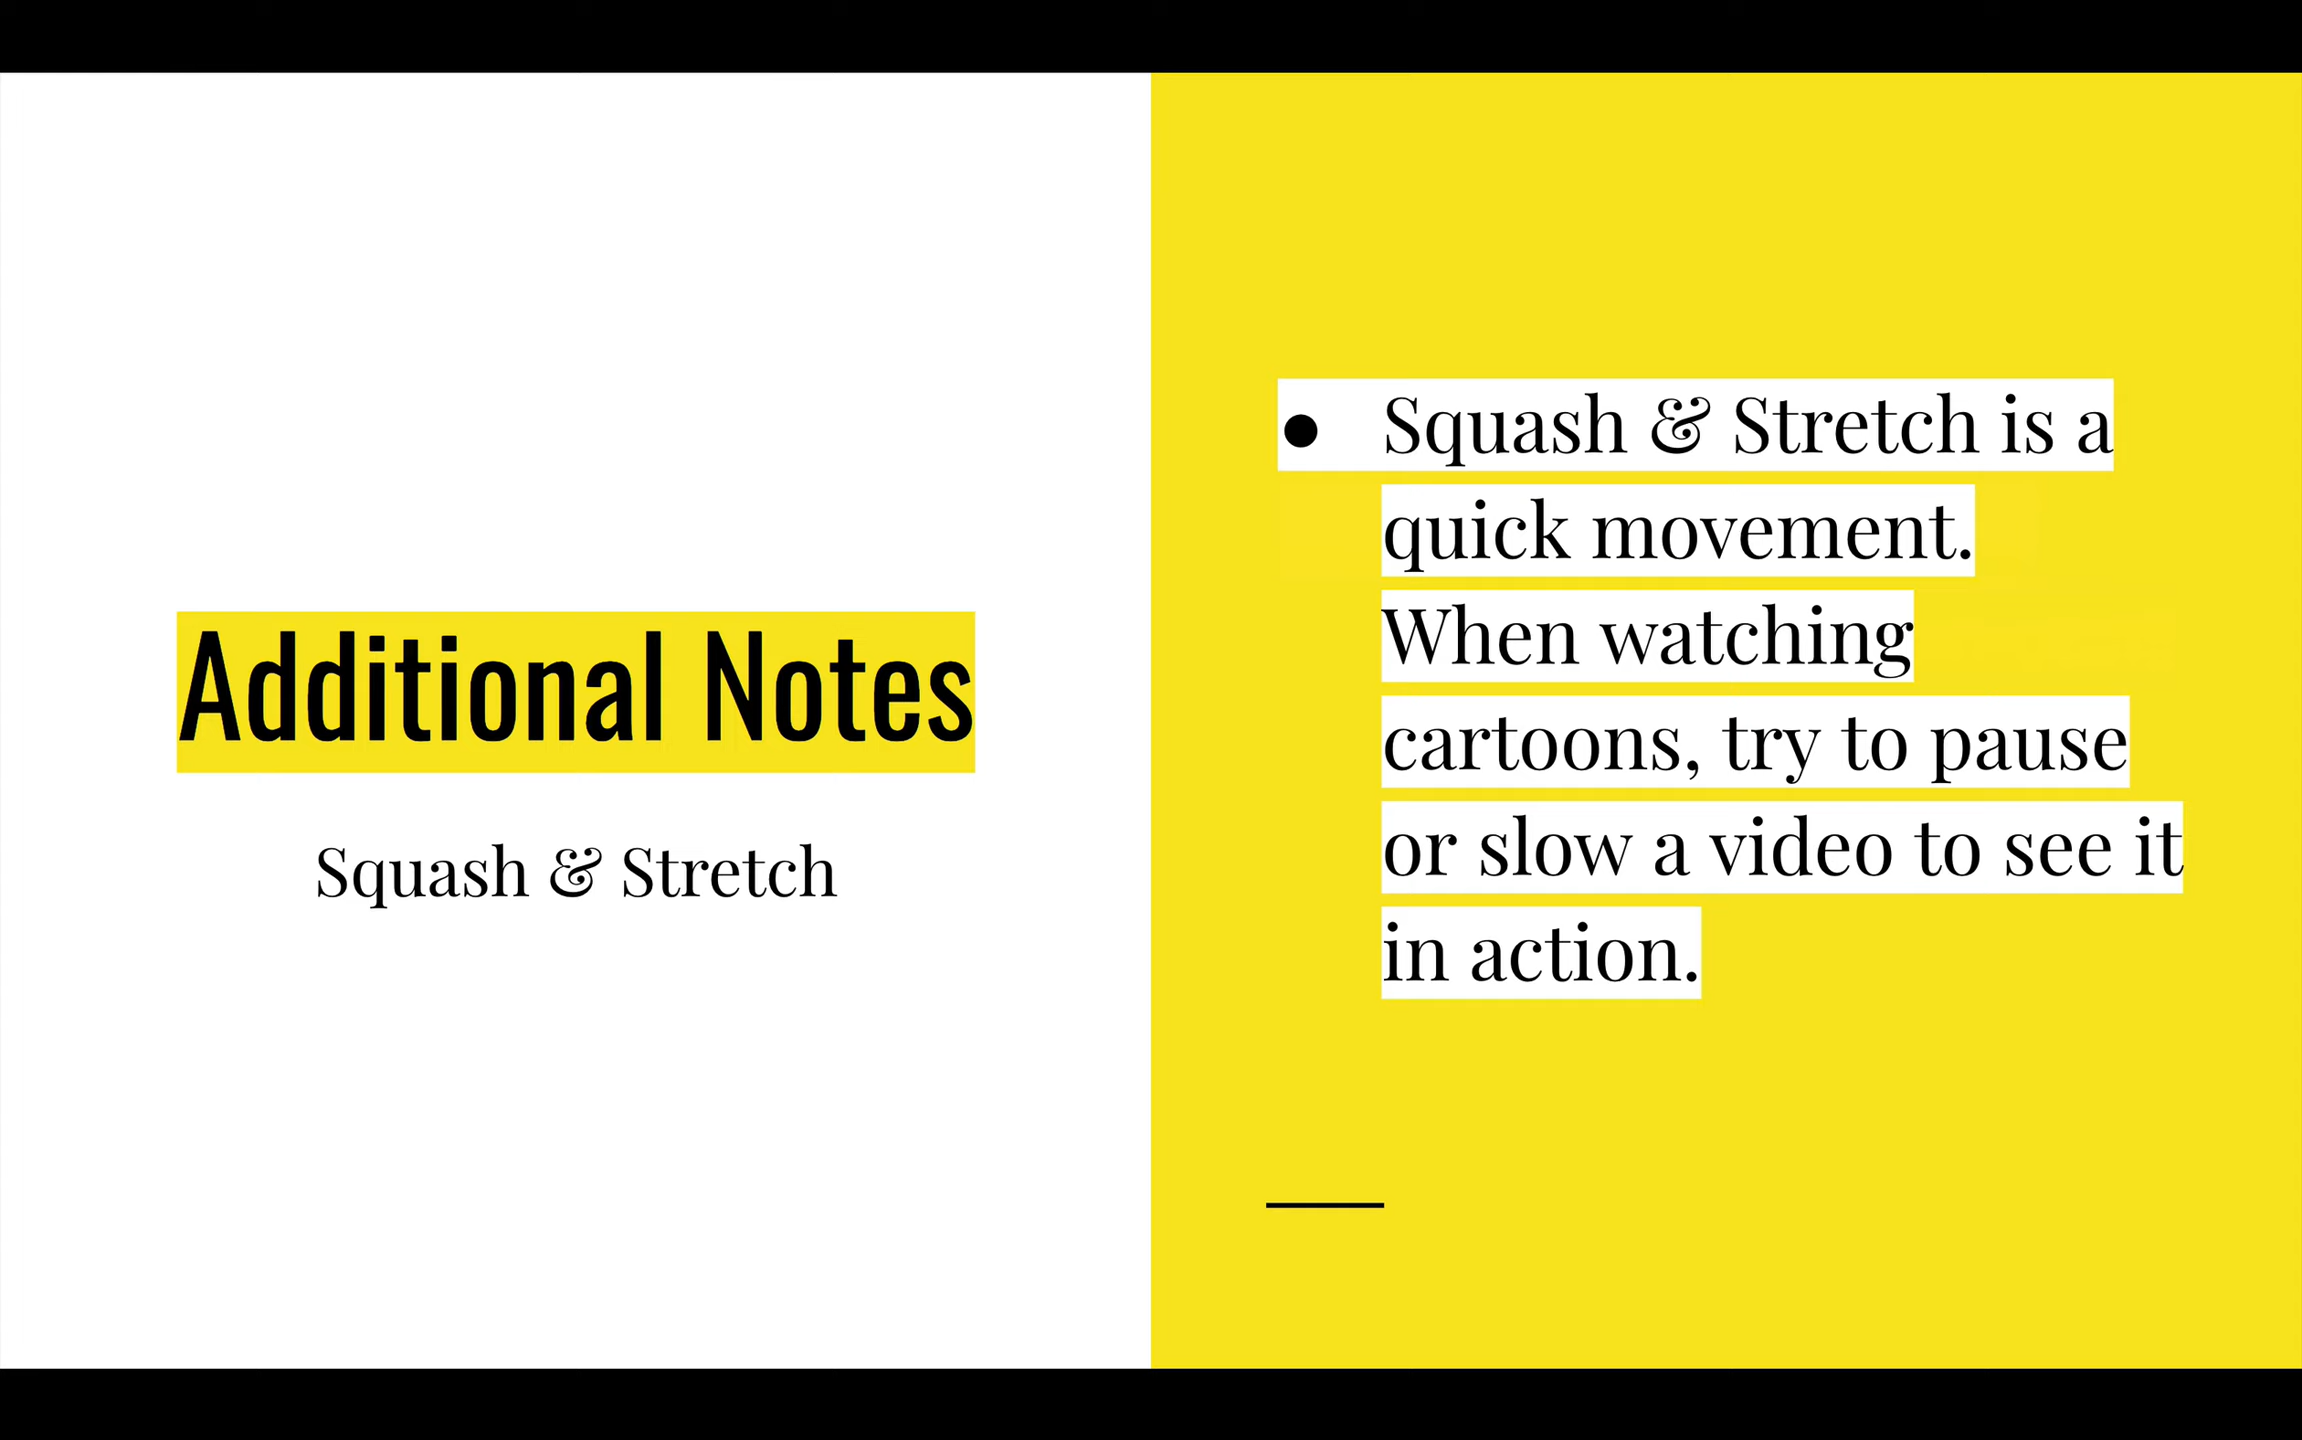 Additional Notes
Squash & Stretch
● Squash & Stretch is a
quick movement.
When watching
cartoons, try to pause
or slow a video to see it
in action.